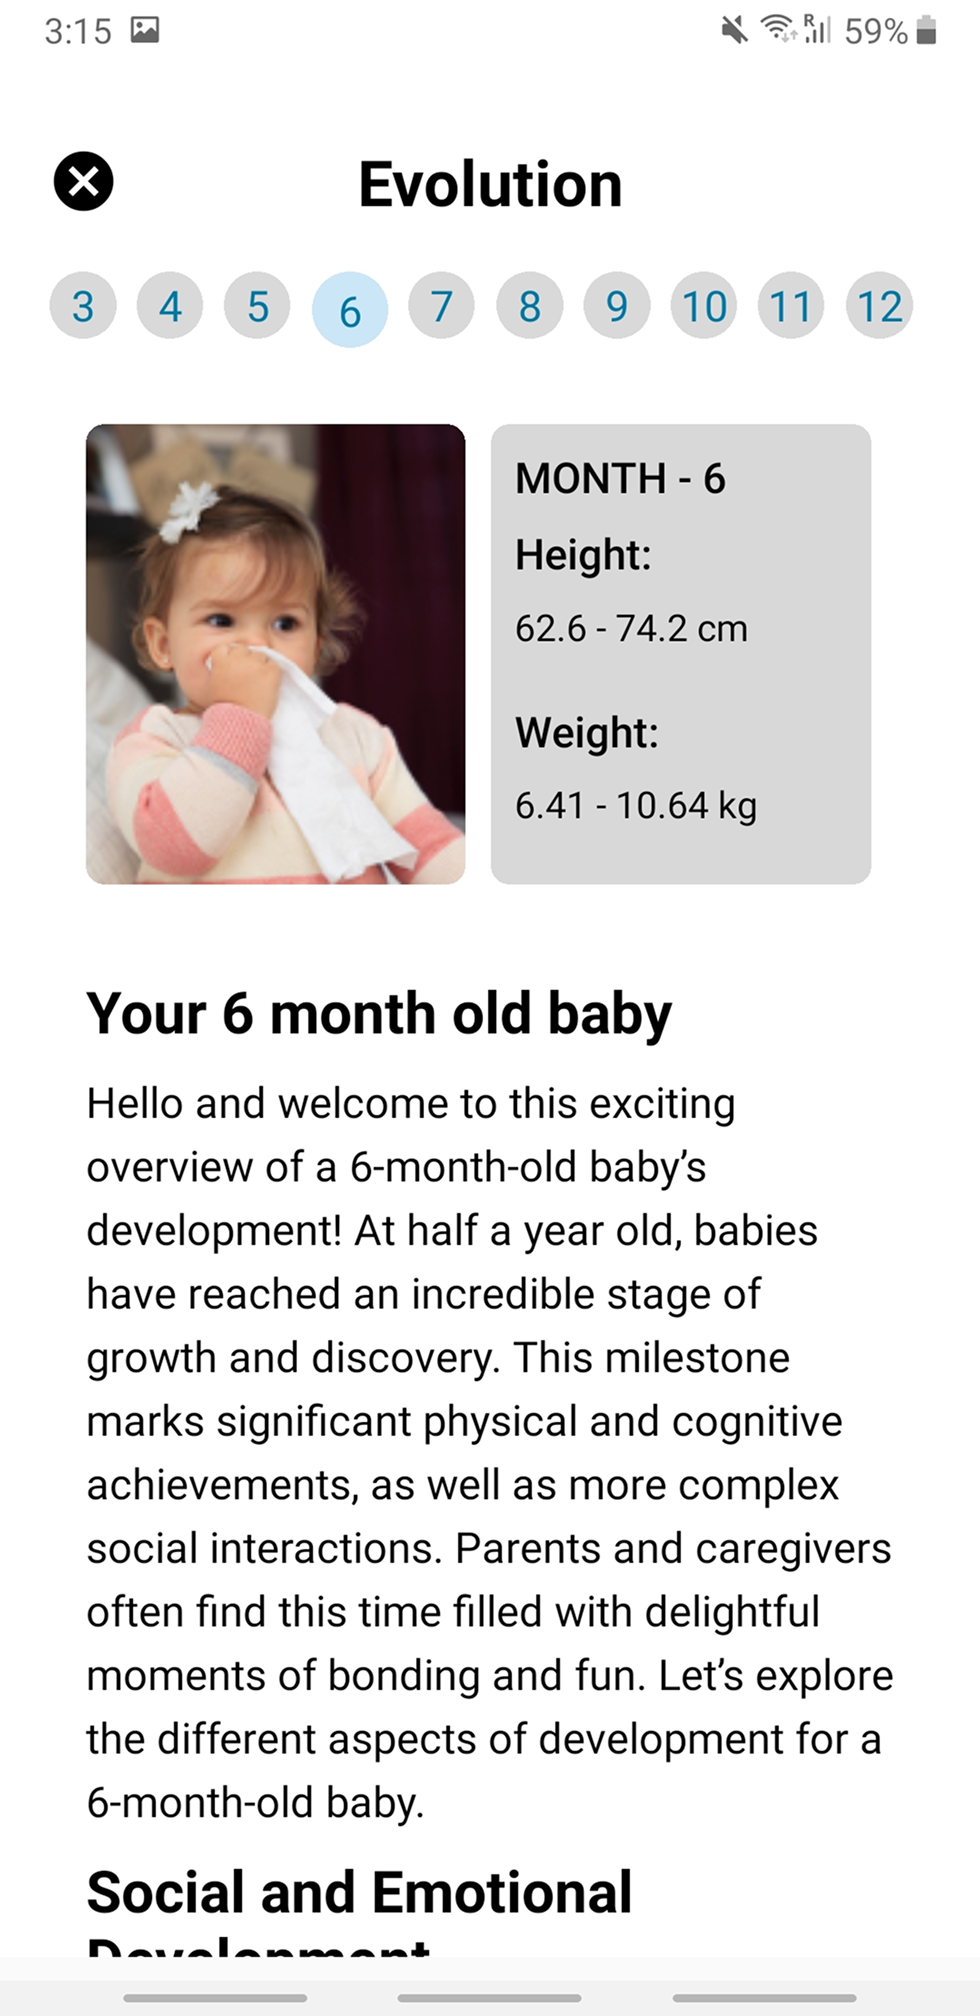 3:15
R
59%
Evolution
3 4 5 6 7 8 9 10 11 12
MONTH - 6
Height:
62.6 - 74.2 cm
Weight:
6.41 - 10.64 kg
Your 6 month old baby
Hello and welcome to this exciting
overview of a 6-month-old baby’s
development! At half a year old, babies
have reached an incredible stage of
growth and discovery. This milestone
marks significant physical and cognitive
achievements, as well as more complex
social interactions. Parents and caregivers
often find this time filled with delightful
moments of bonding and fun. Let’s explore
the different aspects of development for a
6-month-old baby.
Social and Emotional
Development